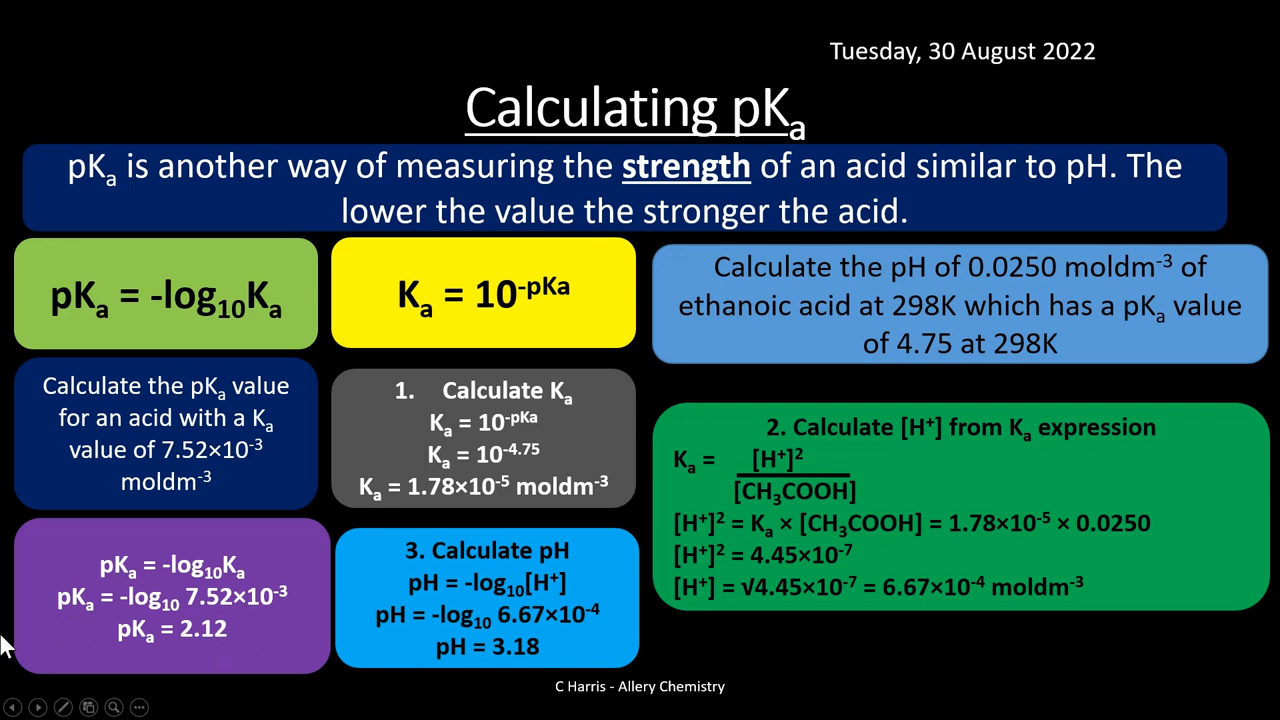 Tuesday, 30 August 2022
Calculating pKₐ
pKₐ is another way of measuring the strength of an acid similar to pH. The
lower the value the stronger the acid.
pKₐ = -log₁₀Kₐ
Kₐ = 10⁻ᵖᴷᵃ
Calculate the pH of 0.0250 moldm⁻³ of
ethanoic acid at 298K which has a pKₐ value
of 4.75 at 298K
Calculate the pKₐ value
for an acid with a Kₐ
value of 7.52×10⁻³
moldm⁻³
1. Calculate Kₐ
Kₐ = 10⁻ᵖᴷᵃ
Kₐ = 10⁻⁴·⁷⁵
Kₐ = 1.78×10⁻⁵ moldm⁻³
2. Calculate [H⁺] from Kₐ expression
Kₐ = [H⁺]²
[CH₃COOH]
[H⁺]² = Kₐ × [CH₃COOH] = 1.78×10⁻⁵ × 0.0250
[H⁺]² = 4.45×10⁻⁷
[H⁺] = √4.45×10⁻⁷ = 6.67×10⁻⁴ moldm⁻³
pKₐ = -log₁₀Kₐ
pKₐ = -log₁₀ 7.52×10⁻³
pKₐ = 2.12
3. Calculate pH
pH = -log₁₀[H⁺]
pH = -log₁₀ 6.67×10⁻⁴
pH = 3.18
C Harris - Allery Chemistry